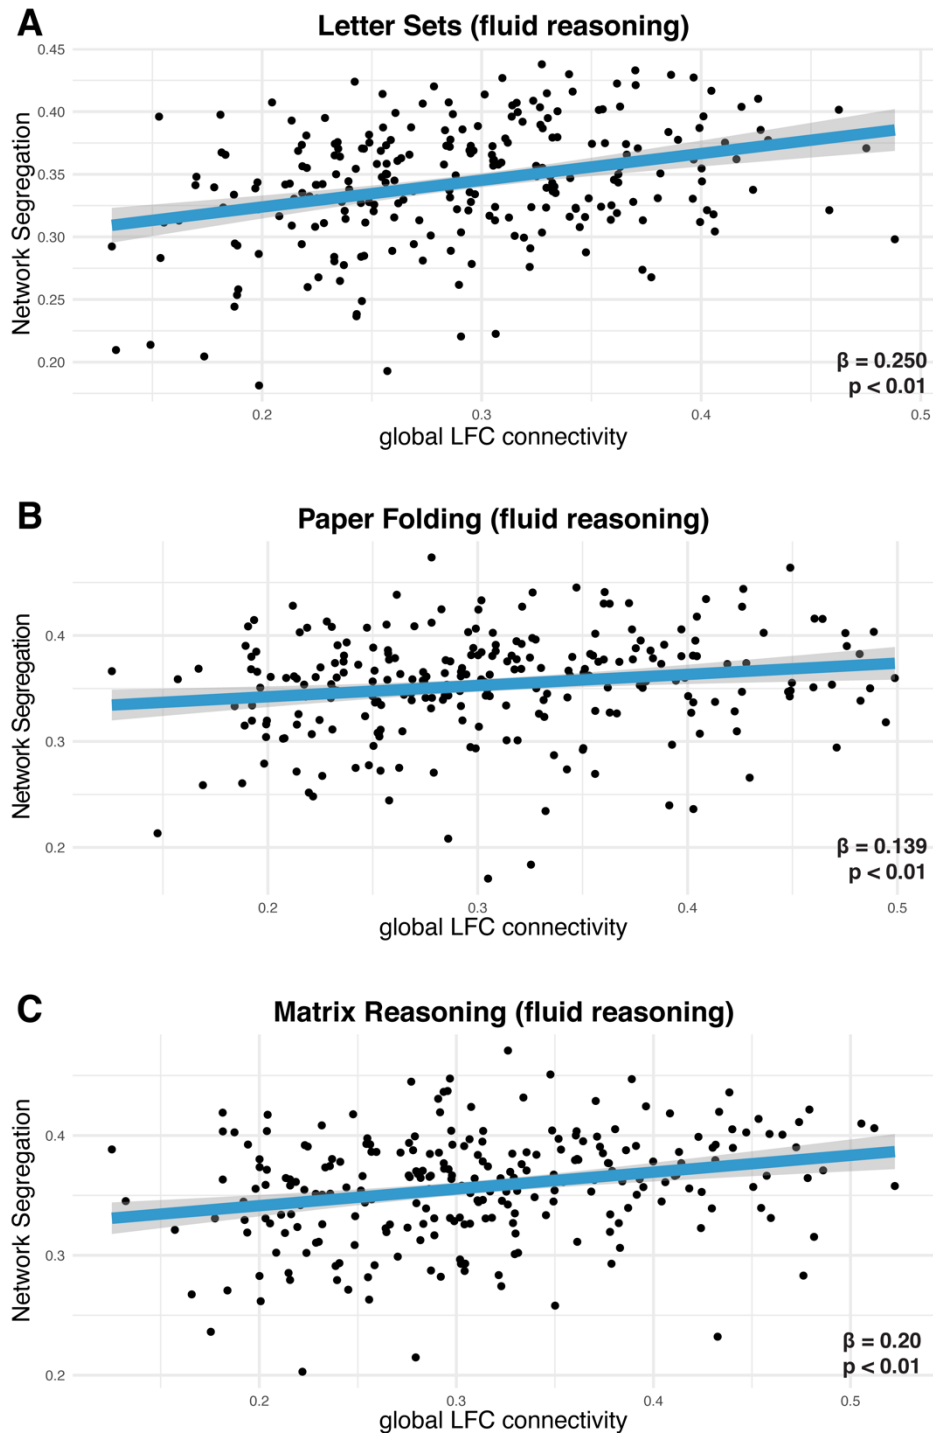 A
Letter Sets (fluid reasoning)
Network Segregation
0.45
0.40
0.35
0.30
0.25
0.20
β = 0.250
p < 0.01
0.2 0.3 0.4 0.5
global LFC connectivity
B
Paper Folding (fluid reasoning)
Network Segregation
0.4
0.3
0.2
β = 0.139
p < 0.01
0.2 0.3 0.4 0.5
global LFC connectivity
C
Matrix Reasoning (fluid reasoning)
Network Segregation
0.4
0.3
0.2
β = 0.20
p < 0.01
0.2 0.3 0.4 0.5
global LFC connectivity